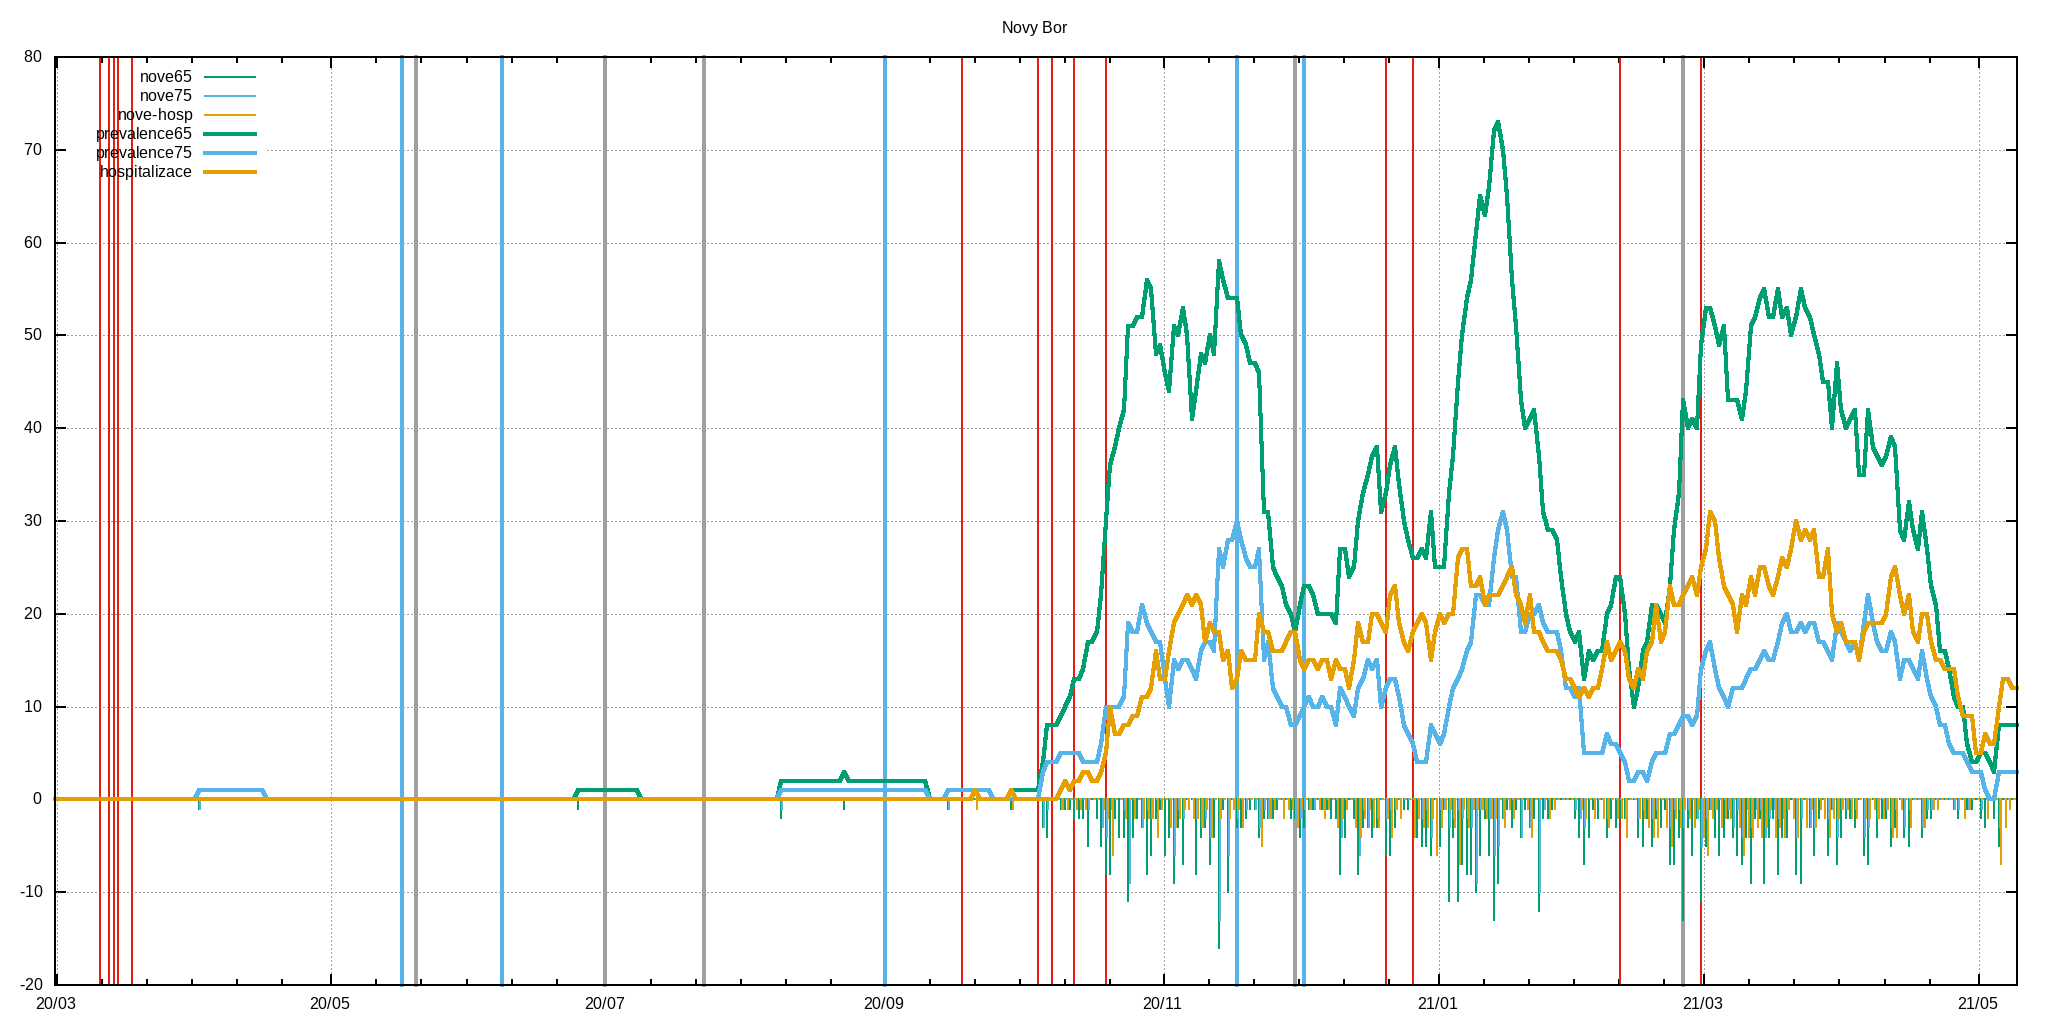 Novy Bor
80
70
60
50
40
30
20
10
0
-10
-20
nove65
nove75
nove-hosp
prevalence65
prevalence75
hospitalizace
20/03 20/05 20/07 20/09 20/11 21/01 21/03 21/05